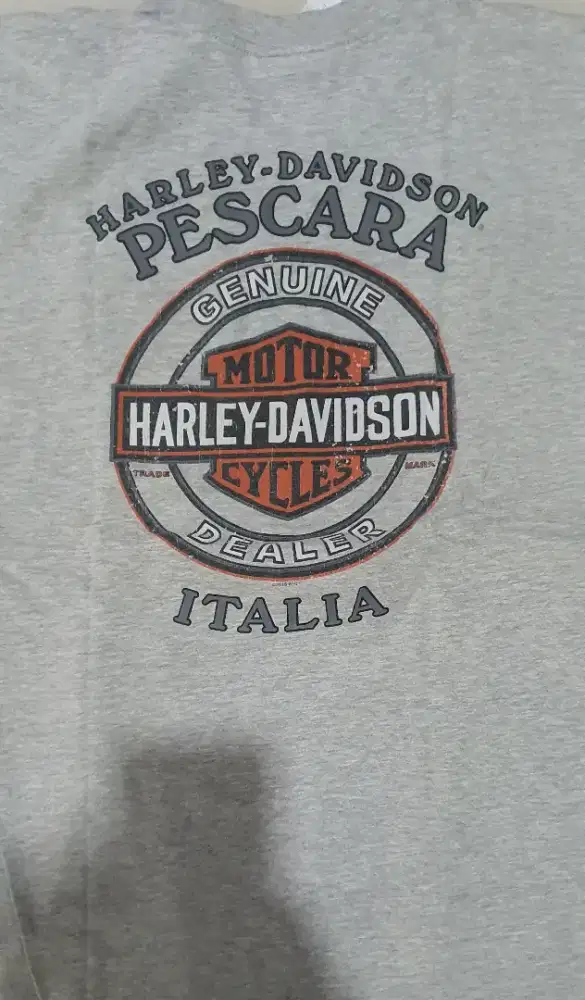 HARLEY-DAVIDSON
PESCARA
GENUINE
MOTOR
HARLEY-DAVIDSON
CYCLES
TRADE MARK
DEALER
ITALIA